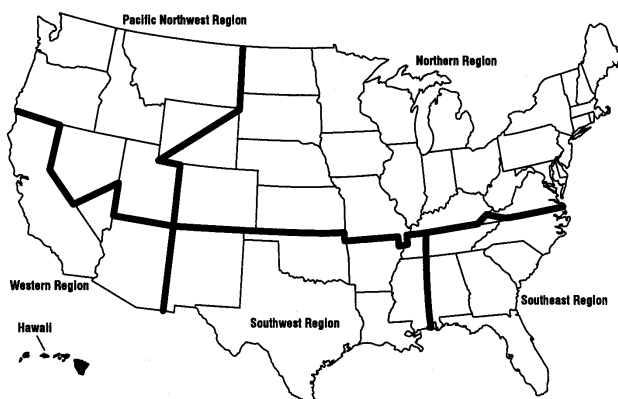 Pacific Northwest Region
Northern Region
Western Region
Southeast Region
Southwest Region
Hawaii